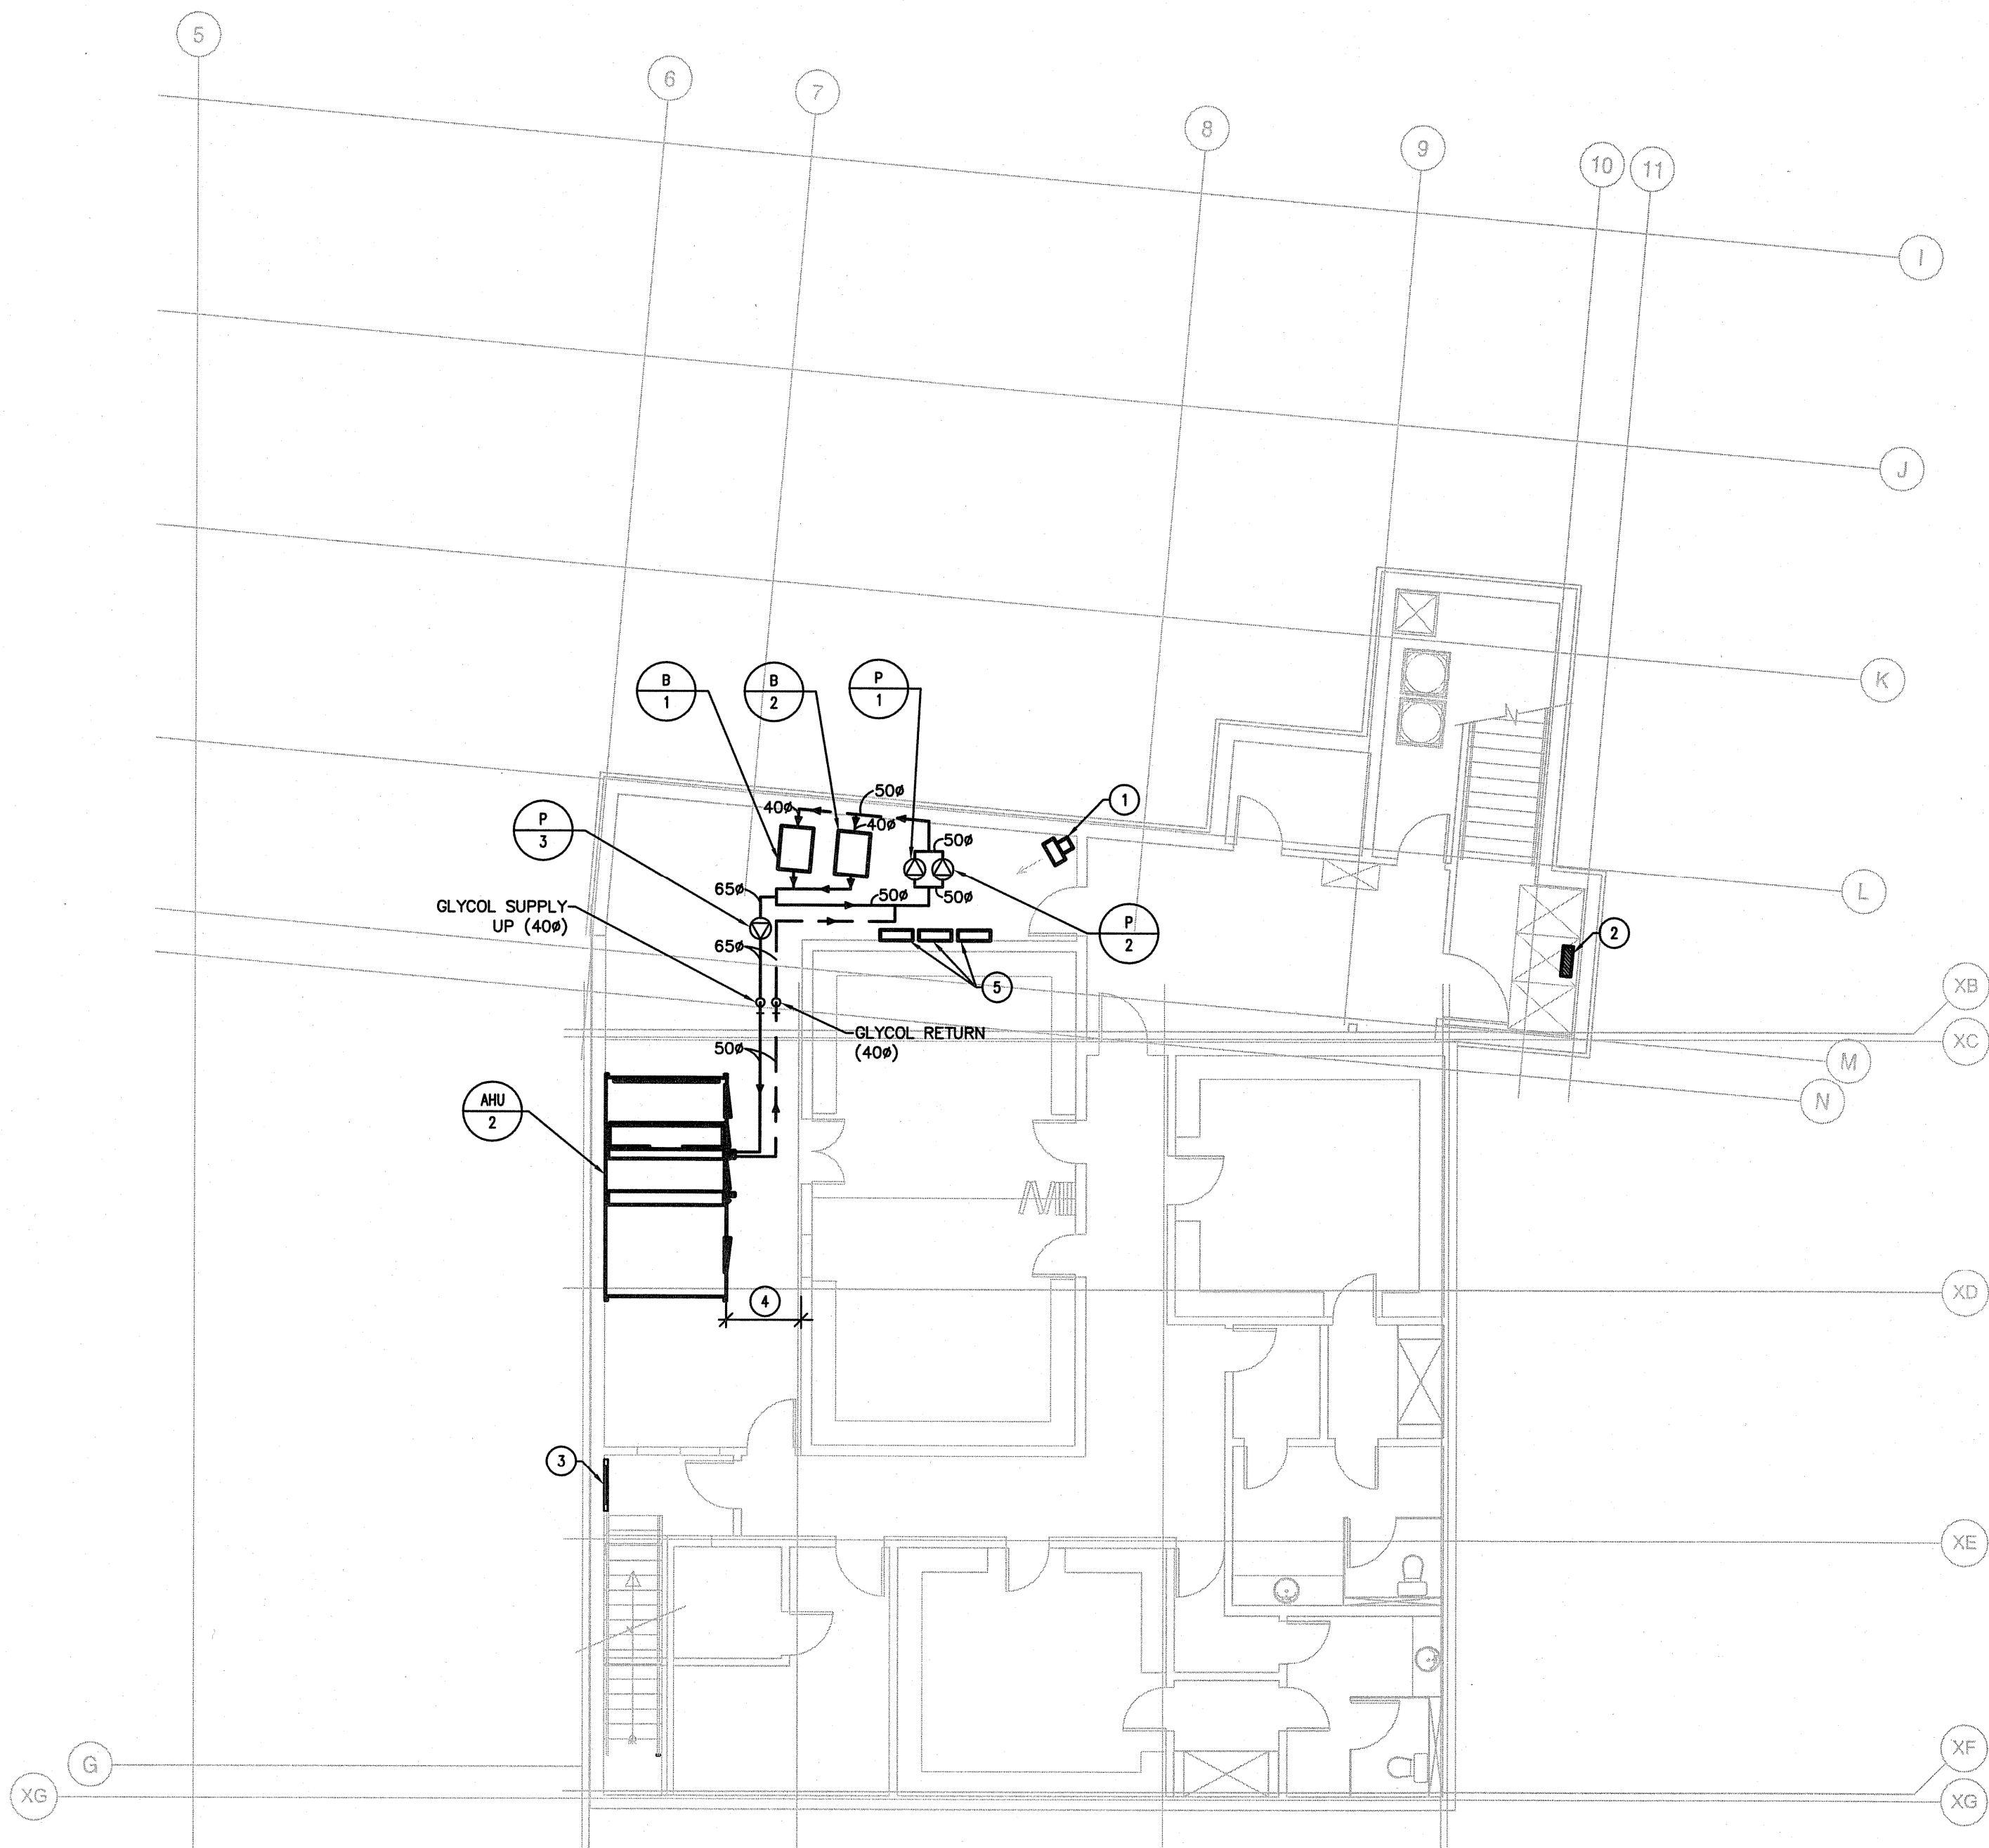 5
6
7
8
9
10
11
I
J
K
B
1
B
2
P
1
50ø
40ø
40ø
1
P
3
50ø
65ø
50ø
50ø
L
GLYCOL SUPPLY
UP (40ø)
P
2
2
65ø
5
XB
GLYCOL RETURN
(40ø)
50ø
XC
M
N
AHU
2
4
XD
3
N
XE
G
XF
XG
XG